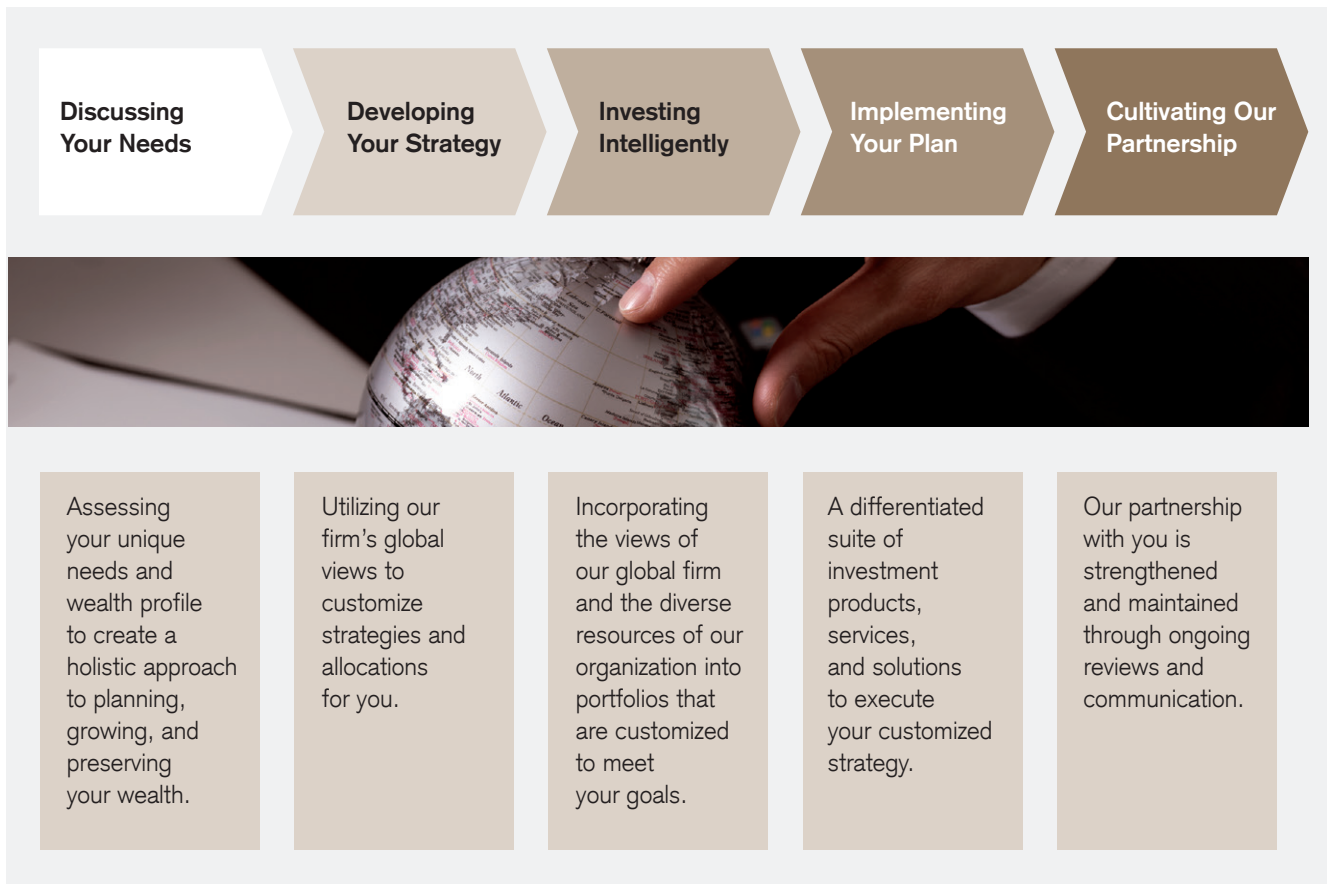 Discussing
Your Needs
Developing
Your Strategy
Investing
Intelligently
Implementing
Your Plan
Cultivating Our
Partnership
North
Atlantic
Ocean
Assessing
your unique
needs and
wealth profile
to create a
holistic approach
to planning,
growing, and
preserving
your wealth.
Utilizing our
firm’s global
views to
customize
strategies and
allocations
for you.
Incorporating
the views of
our global firm
and the diverse
resources of our
organization into
portfolios that
are customized
to meet
your goals.
A differentiated
suite of
investment
products,
services,
and solutions
to execute
your customized
strategy.
Our partnership
with you is
strengthened
and maintained
through ongoing
reviews and
communication.